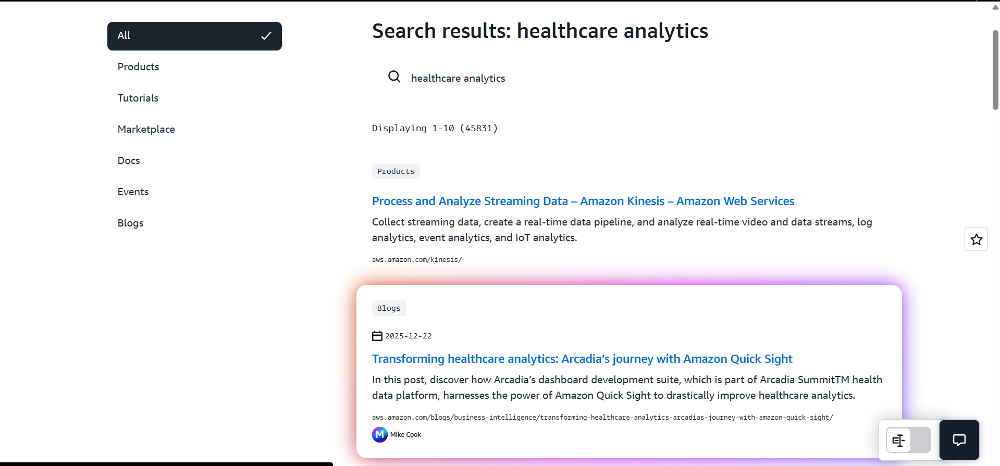 All
Products
Tutorials
Marketplace
Docs
Events
Blogs
Search results: healthcare analytics
healthcare analytics
Displaying 1-10 (45831)
Products
Process and Analyze Streaming Data – Amazon Kinesis – Amazon Web Services
Collect streaming data, create a real-time data pipeline, and analyze real-time video and data streams, log
analytics, event analytics, and IoT analytics.
aws.amazon.com/kinesis/
Blogs
2025-12-22
Transforming healthcare analytics: Arcadia’s journey with Amazon Quick Sight
In this post, discover how Arcadia’s dashboard development suite, which is part of Arcadia SummitTM health
data platform, harnesses the power of Amazon Quick Sight to drastically improve healthcare analytics.
aws.amazon.com/blogs/business-intelligence/transforming-healthcare-analytics-arcadias-journey-with-amazon-quick-sight/
M Mike Cook